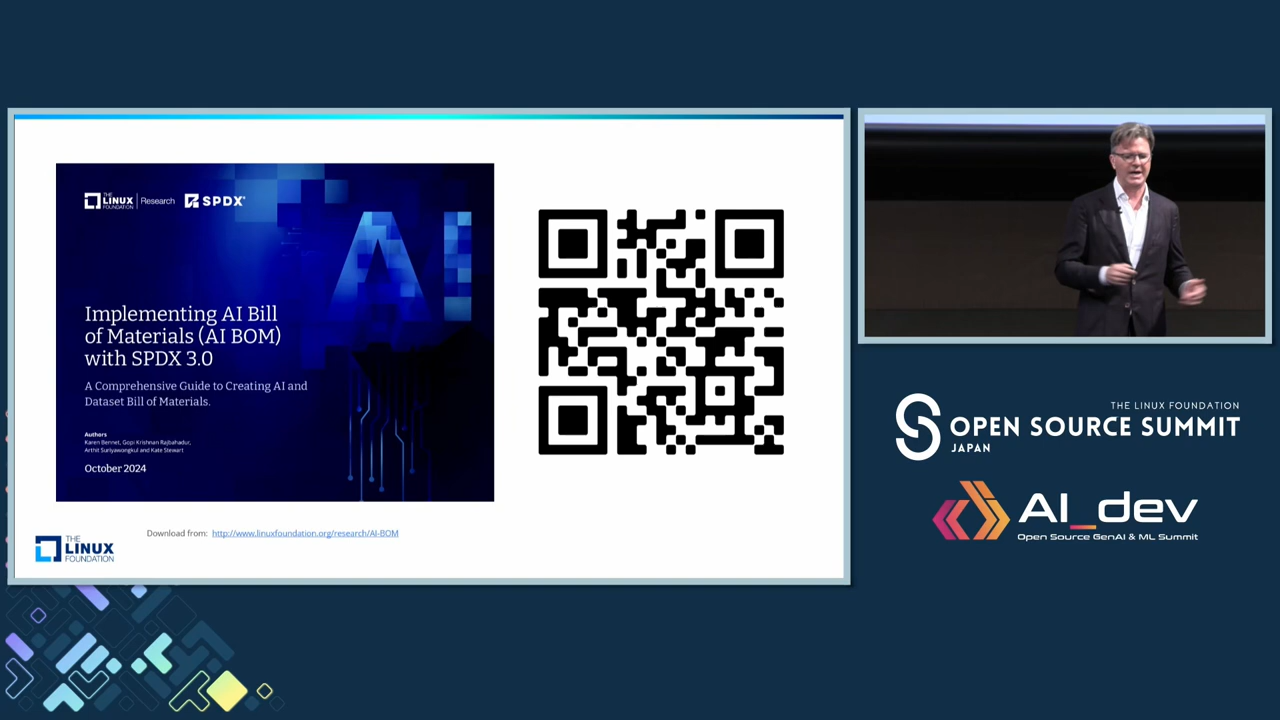 THE LINUX FOUNDATION | Research SPDX
AI
Implementing AI Bill
of Materials (AI BOM)
with SPDX 3.0
A Comprehensive Guide to Creating AI and
Dataset Bill of Materials.
Authors
Karen Bennet, Gopi Krishnan Rajbahadur,
Arthit Suriyawongkul and Kate Stewart
October 2024
Download from: http://www.linuxfoundation.org/research/AI-BOM
THE
LINUX
FOUNDATION
THE LINUX FOUNDATION
OPEN SOURCE SUMMIT
JAPAN
AI_dev
Open Source GenAI & ML Summit